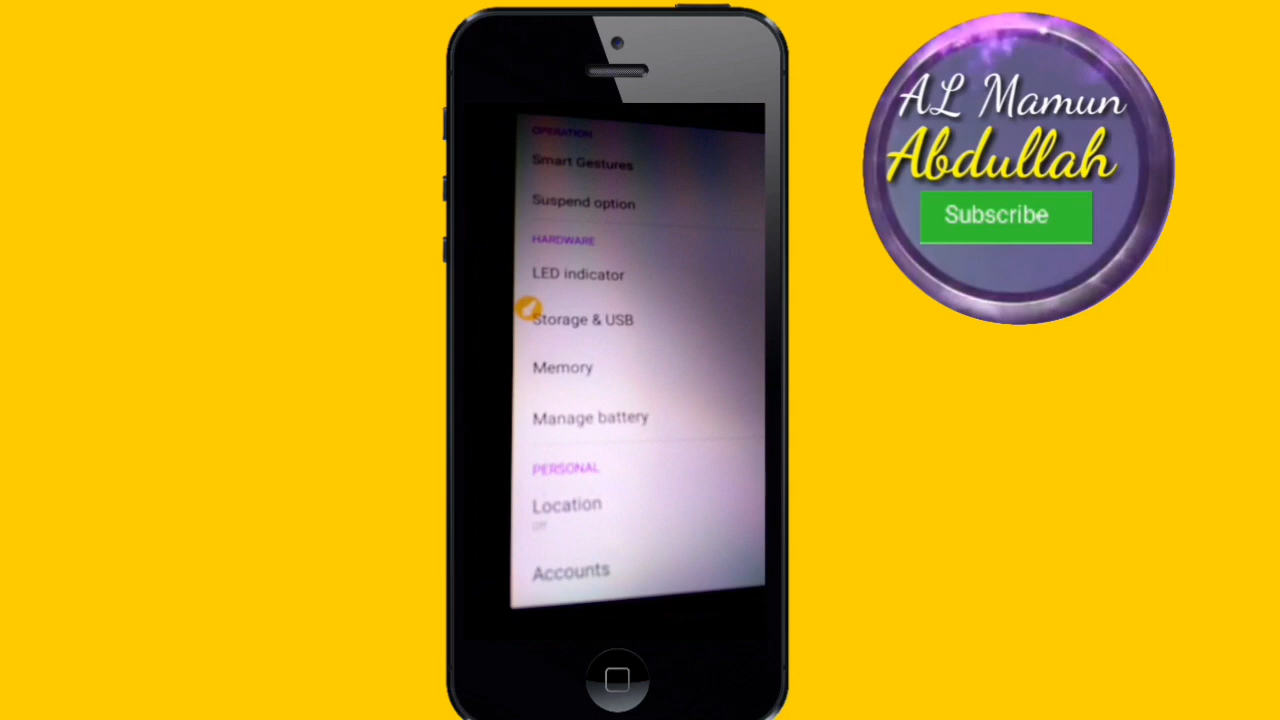 OPERATION
Smart Gestures
Suspend option
HARDWARE
LED indicator
Storage & USB
Memory
Manage battery
PERSONAL
Location
Off
Accounts
AL Mamun
Abdullah
Subscribe